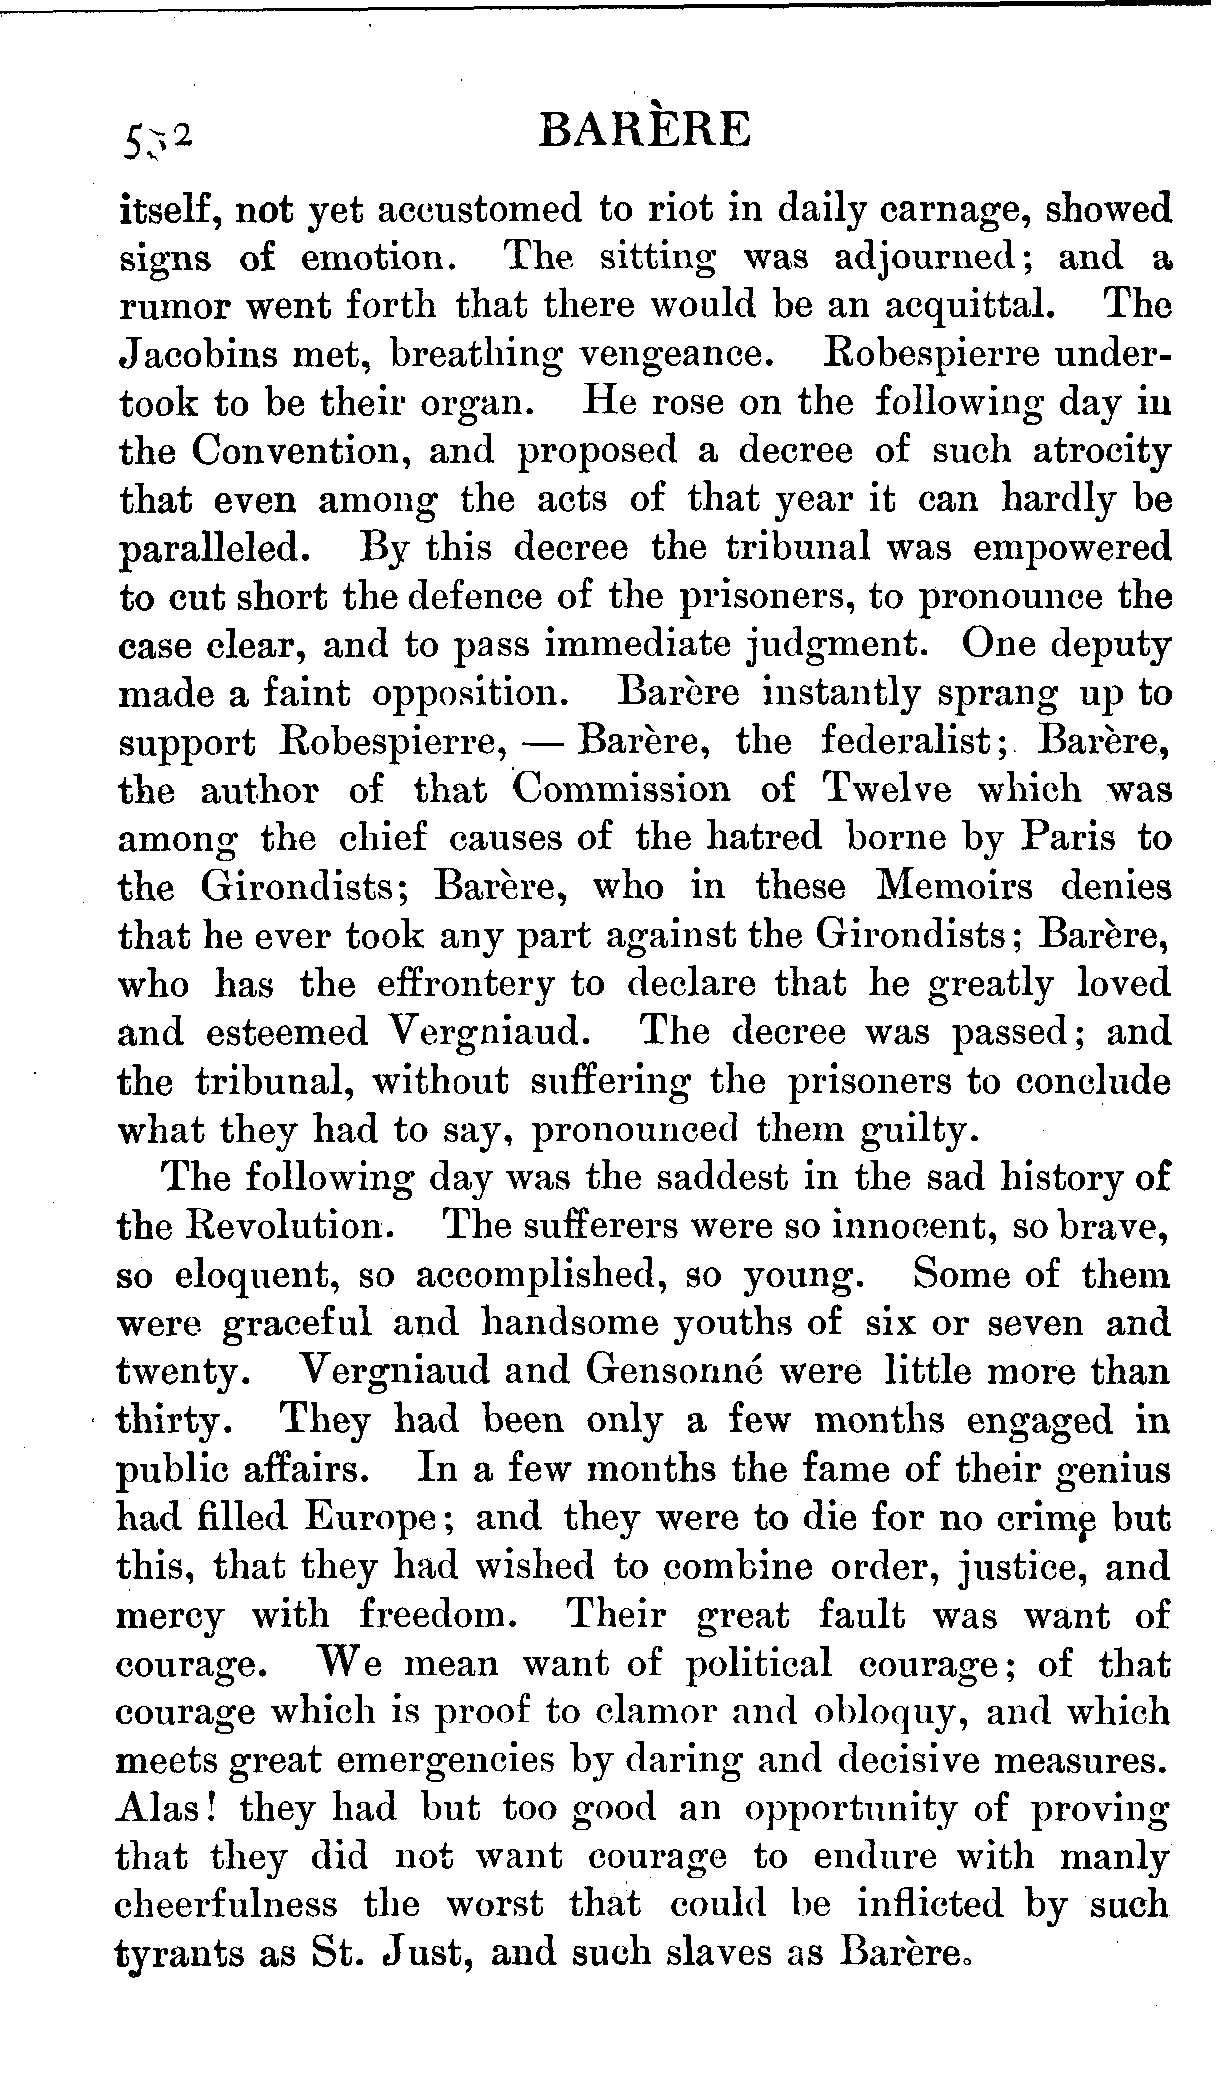 532 BARÈRE
itself, not yet accustomed to riot in daily carnage, showed
signs of emotion. The sitting was adjourned; and a
rumor went forth that there would be an acquittal. The
Jacobins met, breathing vengeance. Robespierre under-
took to be their organ. He rose on the following day in
the Convention, and proposed a decree of such atrocity
that even among the acts of that year it can hardly be
paralleled. By this decree the tribunal was empowered
to cut short the defence of the prisoners, to pronounce the
case clear, and to pass immediate judgment. One deputy
made a faint opposition. Barère instantly sprang up to
support Robespierre, — Barère, the federalist; Barère,
the author of that Commission of Twelve which was
among the chief causes of the hatred borne by Paris to
the Girondists; Barère, who in these Memoirs denies
that he ever took any part against the Girondists; Barère,
who has the effrontery to declare that he greatly loved
and esteemed Vergniaud. The decree was passed; and
the tribunal, without suffering the prisoners to conclude
what they had to say, pronounced them guilty.
The following day was the saddest in the sad history of
the Revolution. The sufferers were so innocent, so brave,
so eloquent, so accomplished, so young. Some of them
were graceful and handsome youths of six or seven and
twenty. Vergniaud and Gensonné were little more than
thirty. They had been only a few months engaged in
public affairs. In a few months the fame of their genius
had filled Europe; and they were to die for no crime but
this, that they had wished to combine order, justice, and
mercy with freedom. Their great fault was want of
courage. We mean want of political courage; of that
courage which is proof to clamor and obloquy, and which
meets great emergencies by daring and decisive measures.
Alas! they had but too good an opportunity of proving
that they did not want courage to endure with manly
cheerfulness the worst that could be inflicted by such
tyrants as St. Just, and such slaves as Barère.